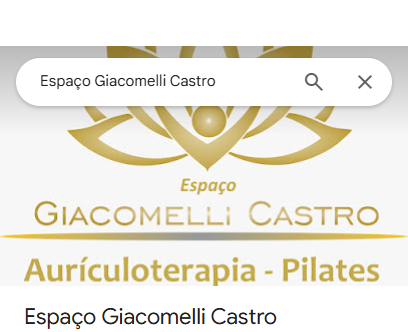 Espaço Giacomelli Castro
Espaço
GIACOMELLI CASTRO
Aurículoterapia - Pilates
Espaço Giacomelli Castro